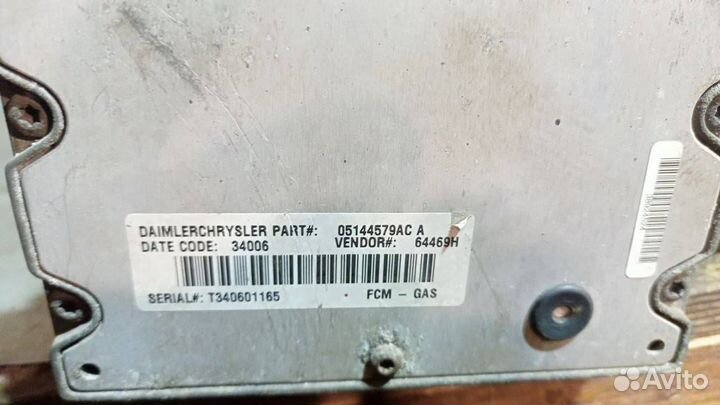 DAIMLERCHRYSLER PART#: 05144579AC A
DATE CODE: 34006 VENDOR#: 64469H
SERIAL#: T340601165 . FCM - GAS
Avito